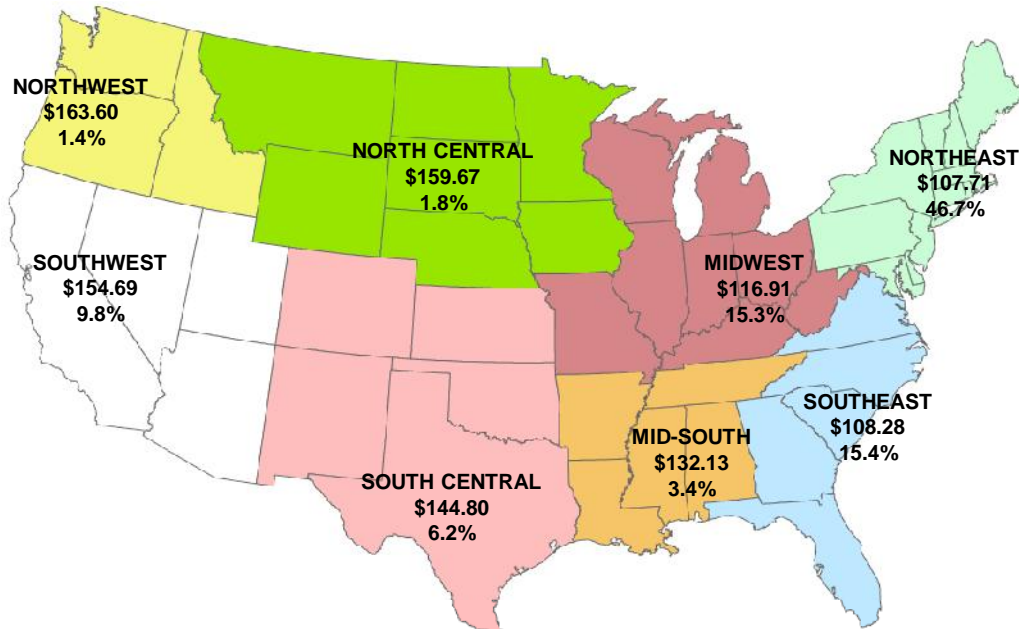 NORTHWEST
$163.60
1.4%
NORTH CENTRAL
$159.67
1.8%
NORTHEAST
$107.71
46.7%
SOUTHWEST
$154.69
9.8%
MIDWEST
$116.91
15.3%
SOUTHEAST
$108.28
15.4%
MID-SOUTH
$132.13
3.4%
SOUTH CENTRAL
$144.80
6.2%